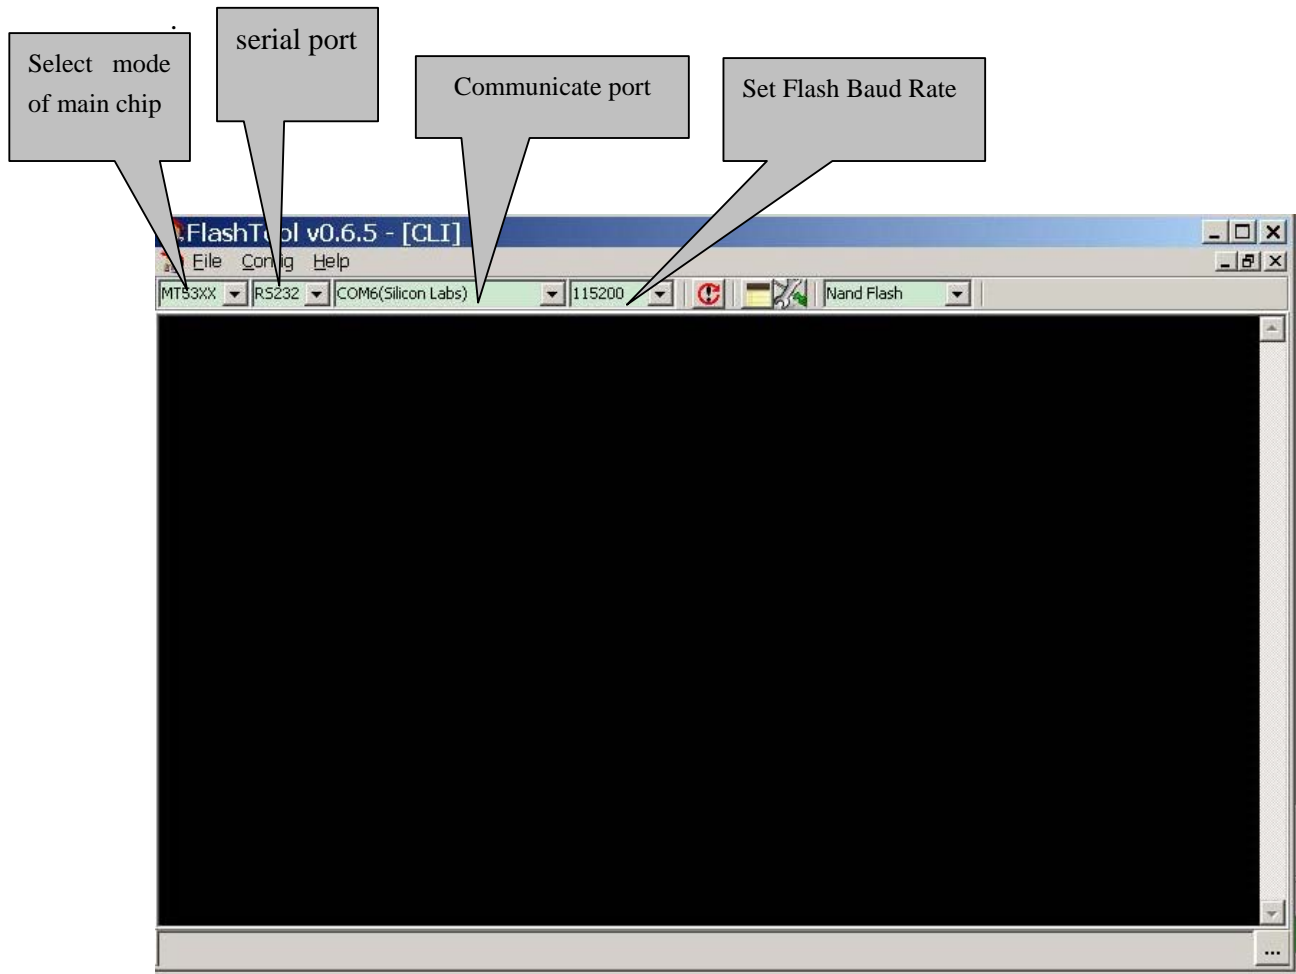 serial port
Select mode
of main chip
Communicate port
Set Flash Baud Rate
FlashTool v0.6.5 - [CLI]
File Config Help
MT53XX RS232 COM6(Silicon Labs) 115200 Nand Flash
...